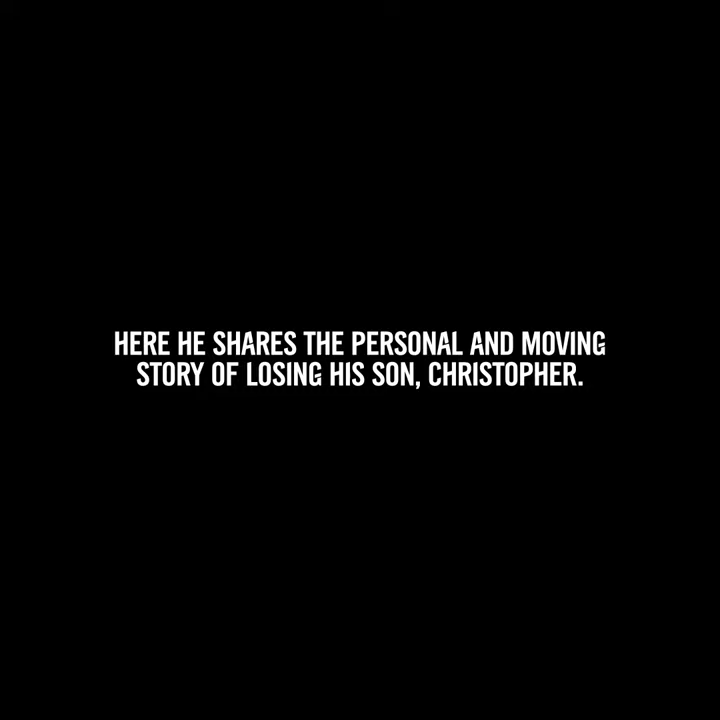 HERE HE SHARES THE PERSONAL AND MOVING
STORY OF LOSING HIS SON, CHRISTOPHER.